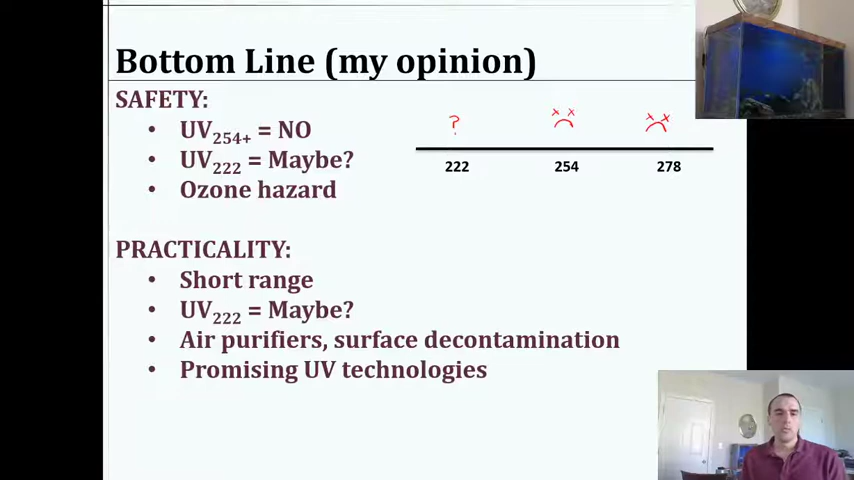 Bottom Line (my opinion)
SAFETY:
• UV254+ = NO
• UV222 = Maybe?
• Ozone hazard
?
x x
x x
222 254 278
PRACTICALITY:
• Short range
• UV222 = Maybe?
• Air purifiers, surface decontamination
• Promising UV technologies